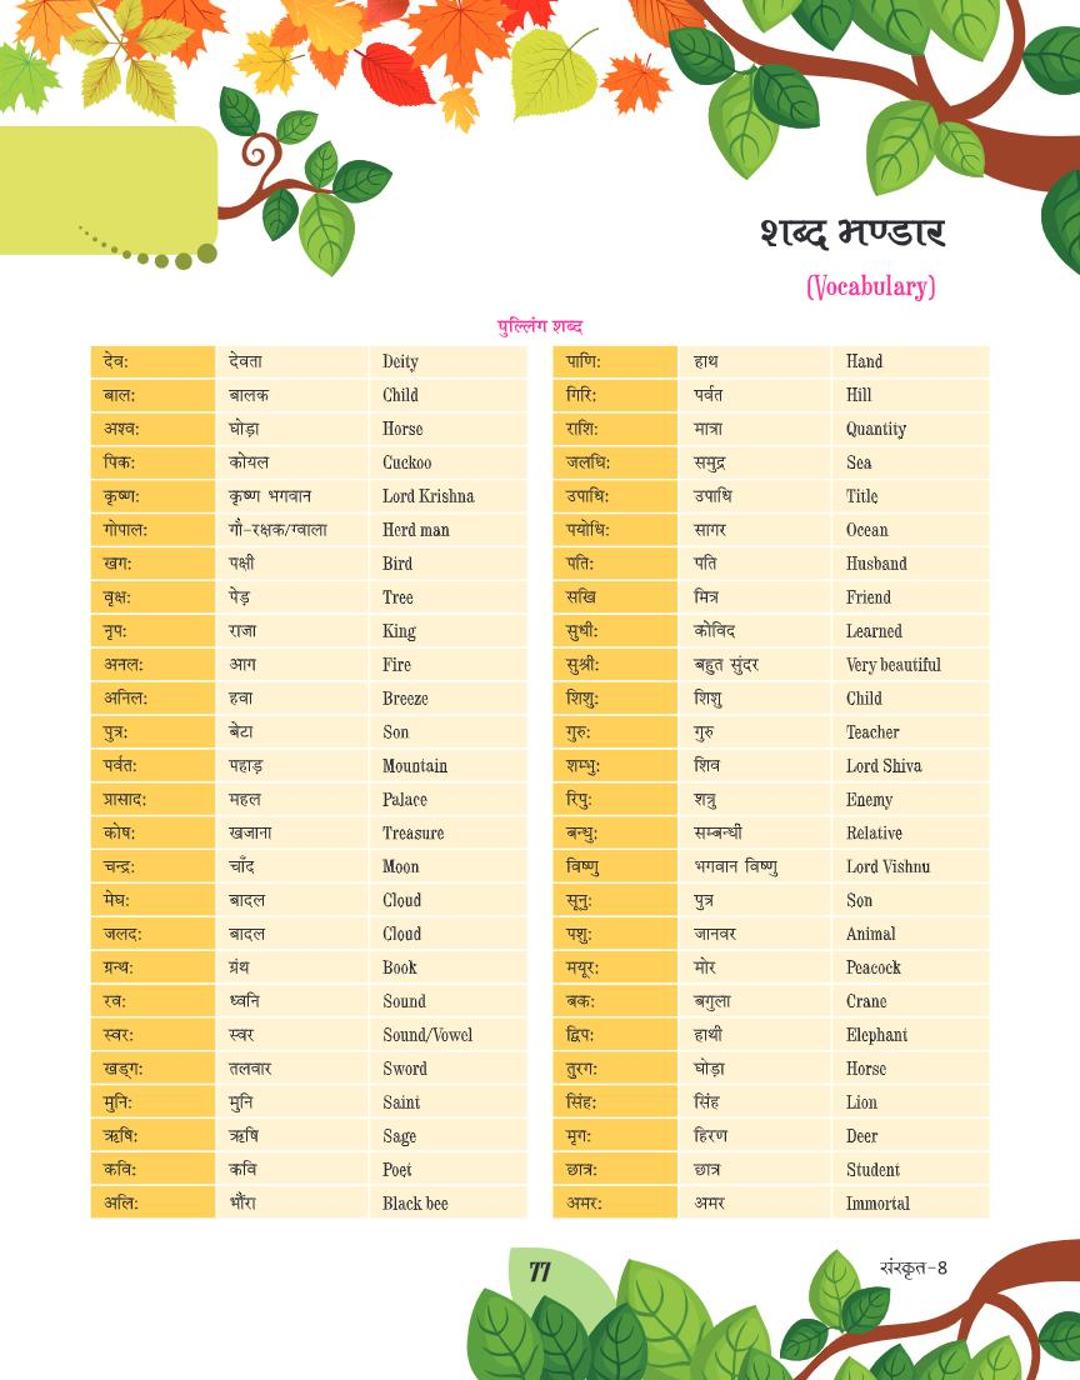 शब्द भण्डार
(Vocabulary)
पुल्लिंग शब्द
देव: देवता Deity
बाल: बालक Child
अश्व: घोड़ा Horse
पिक: कोयल Cuckoo
कृष्ण: कृष्ण भगवान Lord Krishna
गोपाल: गौ-रक्षक/ग्वाला Herd man
खग: पक्षी Bird
वृक्ष: पेड़ Tree
नृप: राजा King
अनल: आग Fire
अनिल: हवा Breeze
पुत्र: बेटा Son
पर्वत: पहाड़ Mountain
प्रासाद: महल Palace
कोष: खजाना Treasure
चन्द्र: चाँद Moon
मेघ: बादल Cloud
जलद: बादल Cloud
ग्रन्थ: ग्रंथ Book
रव: ध्वनि Sound
स्वर: स्वर Sound/Vowel
खड्ग: तलवार Sword
मुनि: मुनि Saint
ऋषि: ऋषि Sage
कवि: कवि Poet
अलि: भौंरा Black bee
पाणि: हाथ Hand
गिरि: पर्वत Hill
राशि: मात्रा Quantity
जलधि: समुद्र Sea
उपाधि: उपाधि Title
पयोधि: सागर Ocean
पति: पति Husband
सखि मित्र Friend
सुधी: कोविद Learned
सुश्री: बहुत सुंदर Very beautiful
शिशु: शिशु Child
गुरु: गुरु Teacher
शम्भु: शिव Lord Shiva
रिपु: शत्रु Enemy
बन्धु: सम्बन्धी Relative
विष्णु भगवान विष्णु Lord Vishnu
सूनु: पुत्र Son
पशु: जानवर Animal
मयूर: मोर Peacock
बक: बगुला Crane
द्विप: हाथी Elephant
तुरग: घोड़ा Horse
सिंह: सिंह Lion
मृग: हिरण Deer
छात्र: छात्र Student
अमर: अमर Immortal
77
संस्कृत-8